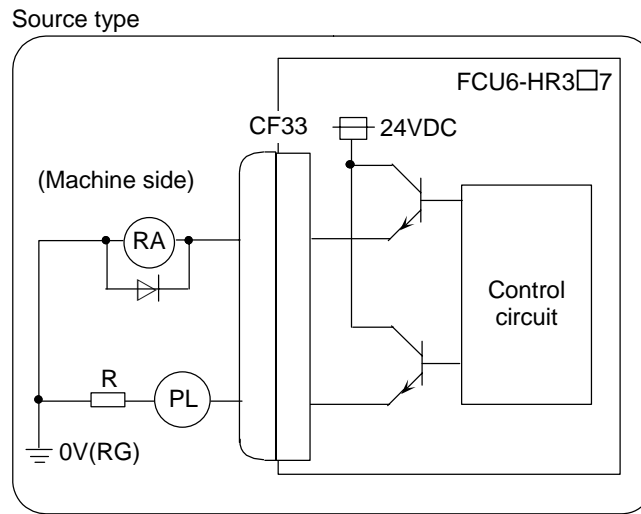 Source type
FCU6-HR3□7
CF33
24VDC
(Machine side)
RA
Control
circuit
R
PL
0V(RG)